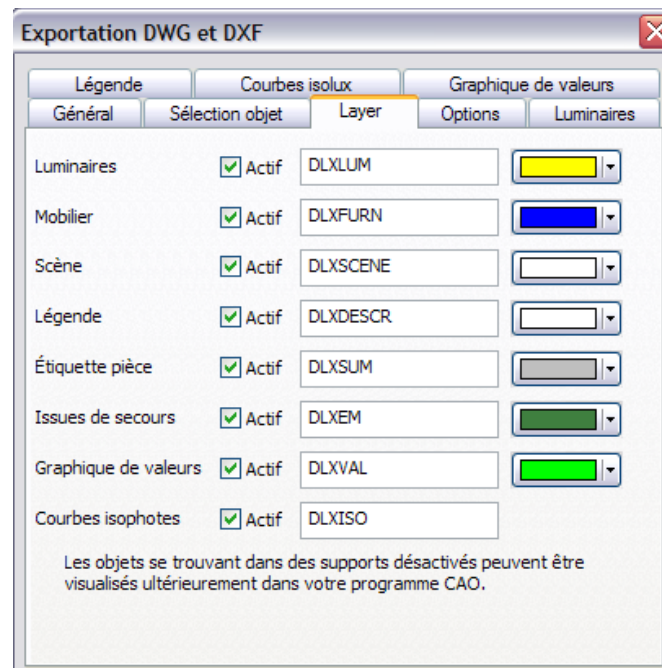 Exportation DWG et DXF
Légende Courbes isolux Graphique de valeurs
Général Sélection objet Layer Options Luminaires
Luminaires Actif DLXLUM
Mobilier Actif DLXFURN
Scène Actif DLXSCENE
Légende Actif DLXDESCR
Étiquette pièce Actif DLXSUM
Issues de secours Actif DLXEM
Graphique de valeurs Actif DLXVAL
Courbes isophotes Actif DLXISO
Les objets se trouvant dans des supports désactivés peuvent être
visualisés ultérieurement dans votre programme CAO.